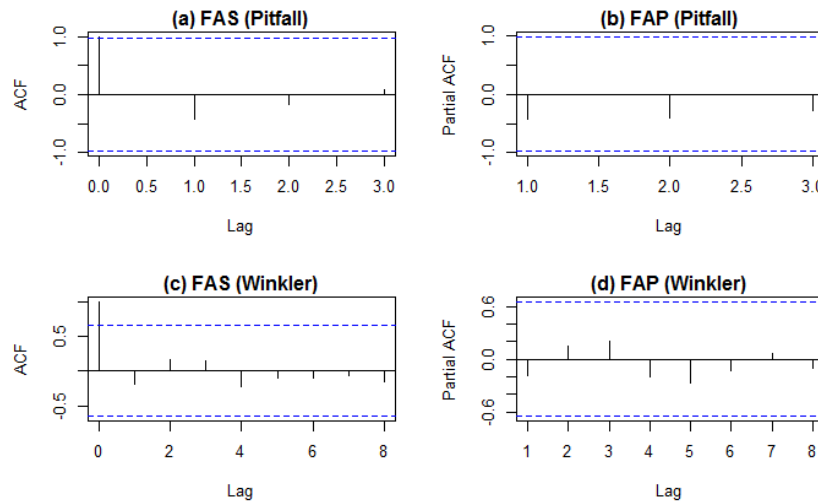 (a) FAS (Pitfall)
ACF
1.0
0.0
-1.0
0.0 0.5 1.0 1.5 2.0 2.5 3.0
Lag
(b) FAP (Pitfall)
Partial ACF
1.0
0.0
-1.0
1.0 1.5 2.0 2.5 3.0
Lag
(c) FAS (Winkler)
ACF
0.5
-0.5
0 2 4 6 8
Lag
(d) FAP (Winkler)
Partial ACF
0.6
0.0
-0.6
1 2 3 4 5 6 7 8
Lag